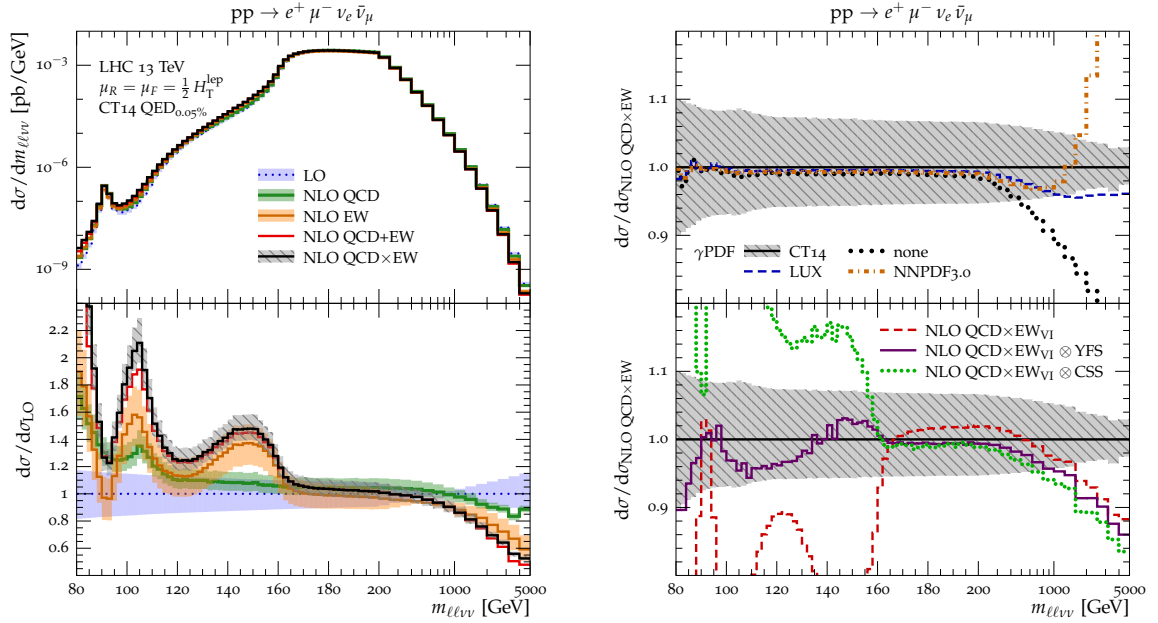 pp → e⁺ μ⁻ νₑ ν̄_μ
dσ/dm_ℓℓνν [pb/GeV]
10⁻³
10⁻⁶
10⁻⁹
LHC 13 TeV
μ_R = μ_F = ½ H_T^lep
CT14 QED_0.05%
LO
NLO QCD
NLO EW
NLO QCD+EW
NLO QCD×EW
dσ/dσ_LO
2.2
2
1.8
1.6
1.4
1.2
1
0.8
0.6
80 100 120 140 160 180 200 1000 5000
m_ℓℓνν [GeV]
pp → e⁺ μ⁻ νₑ ν̄_μ
dσ/dσ_NLO QCD×EW
1.1
1.0
0.9
γPDF CT14 none
LUX NNPDF3.0
dσ/dσ_NLO QCD×EW
1.1
1.0
0.9
NLO QCD×EW_VI
NLO QCD×EW_VI ⊗ YFS
NLO QCD×EW_VI ⊗ CSS
80 100 120 140 160 180 200 1000 5000
m_ℓℓνν [GeV]